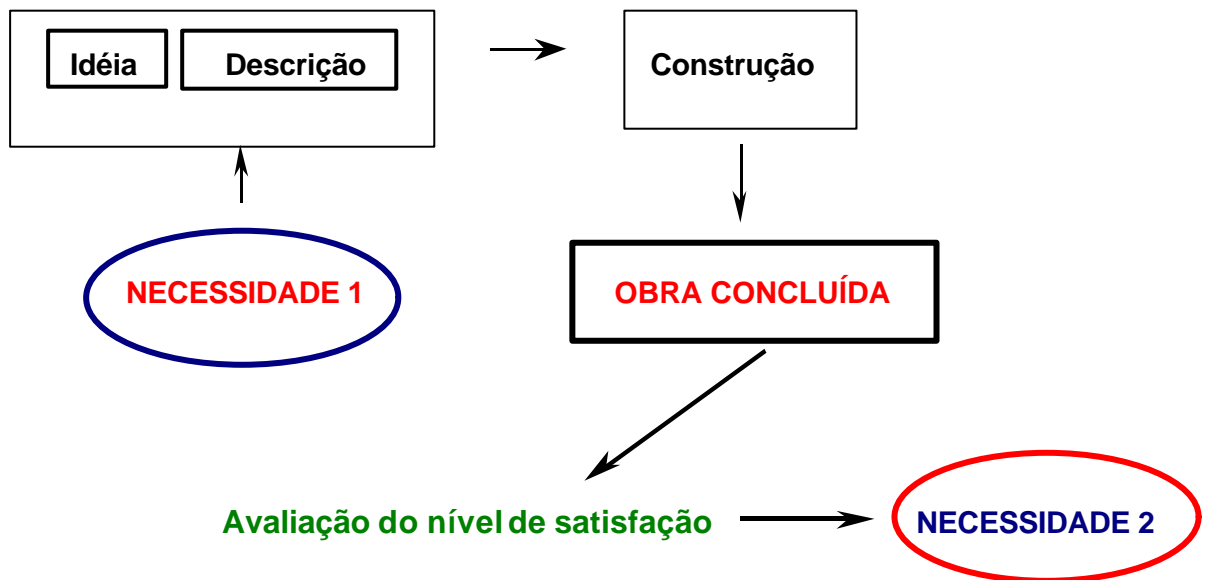 Idéia
Descrição
Construção
NECESSIDADE 1
OBRA CONCLUÍDA
Avaliação do nível de satisfação
NECESSIDADE 2